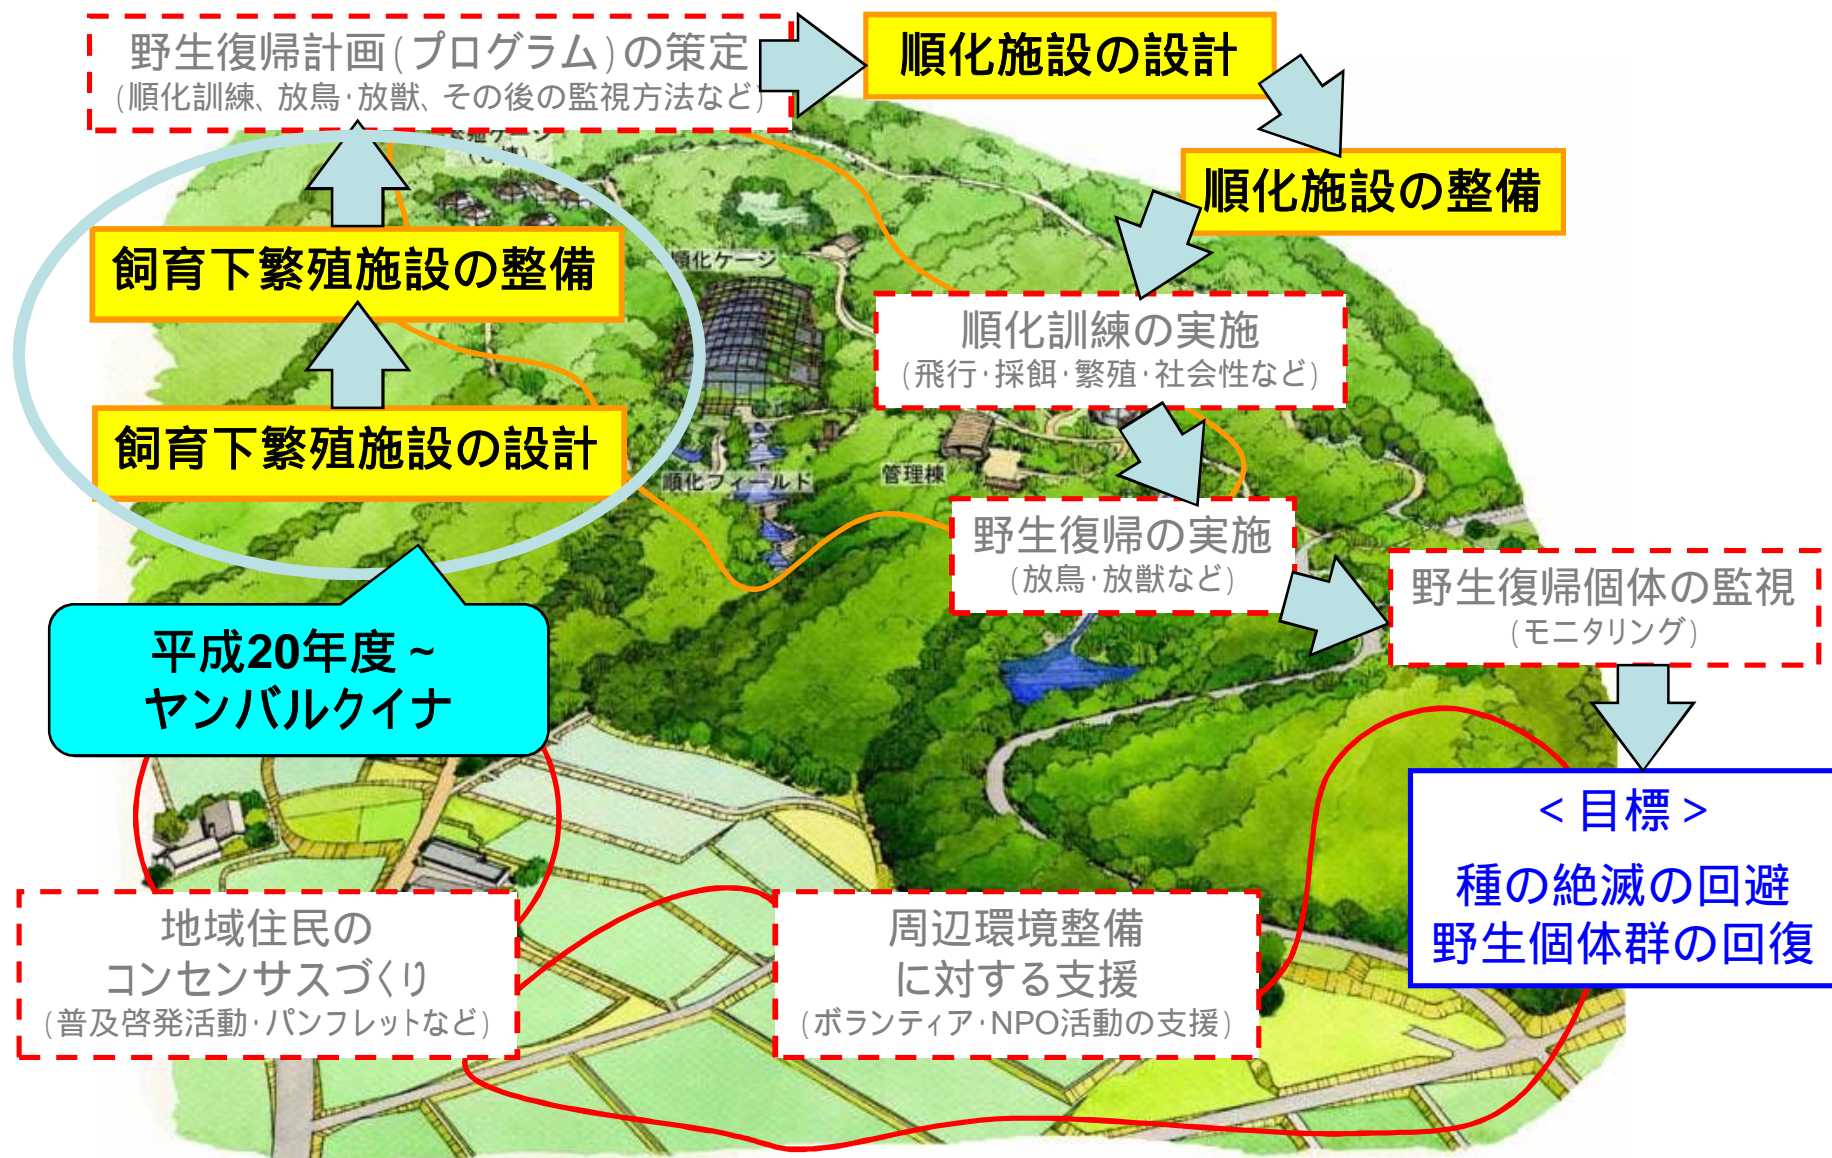 野生復帰計画(プログラム)の策定
(順化訓練、放鳥・放獣、その後の監視方法など)
順化施設の設計
順化施設の整備
飼育下繁殖施設の整備
順化ケージ
順化訓練の実施
(飛行・採餌・繁殖・社会性など)
飼育下繁殖施設の設計
順化フィールド
管理棟
野生復帰の実施
(放鳥・放獣など)
野生復帰個体の監視
(モニタリング)
平成20年度~
ヤンバルクイナ
<目標>
種の絶滅の回避
野生個体群の回復
地域住民の
コンセンサスづくり
(普及啓発活動・パンフレットなど)
周辺環境整備
に対する支援
(ボランティア・NPO活動の支援)